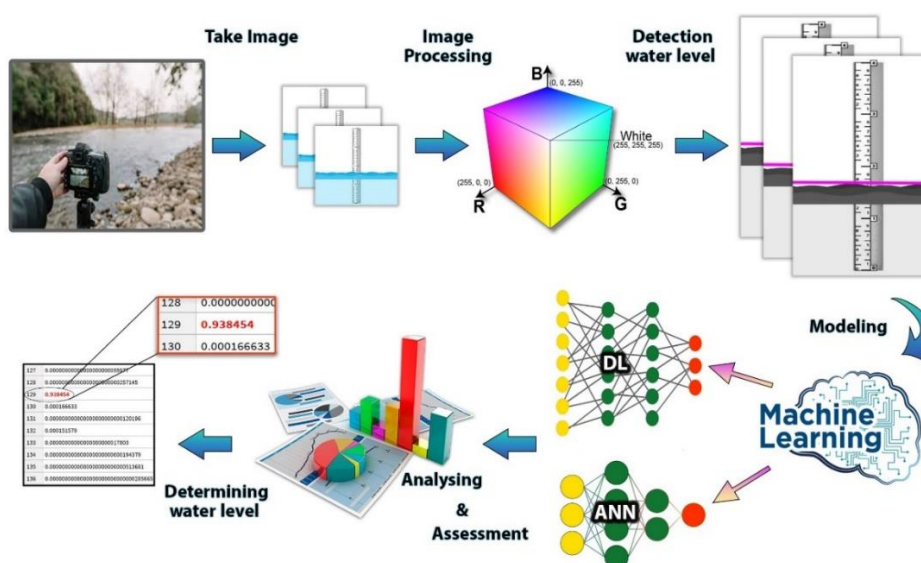 Take Image
Image
Processing
Detection
water level
B
(0, 0, 255)
White
(255, 255, 255)
(255, 0, 0)
(0, 255, 0)
R
G
Modeling
Machine
Learning
DL
ANN
Analysing
&
Assessment
Determining
water level
128 0.0000000000
129 0.938454
130 0.000166633
127
128
129 0.938454
130 0.000166633
131
132 0.000151579
133
134
135
136